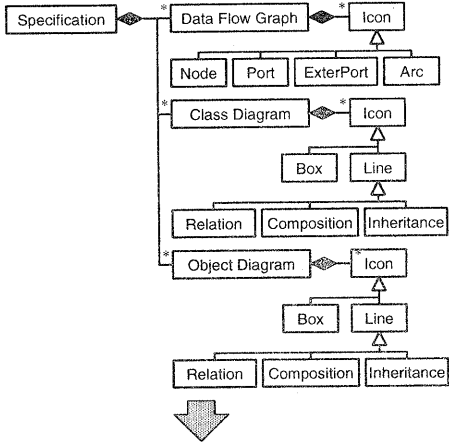 Specification
* Data Flow Graph * Icon
Node Port ExterPort Arc
* Class Diagram * Icon
Box Line
Relation Composition Inheritance
* Object Diagram * Icon
Box Line
Relation Composition Inheritance